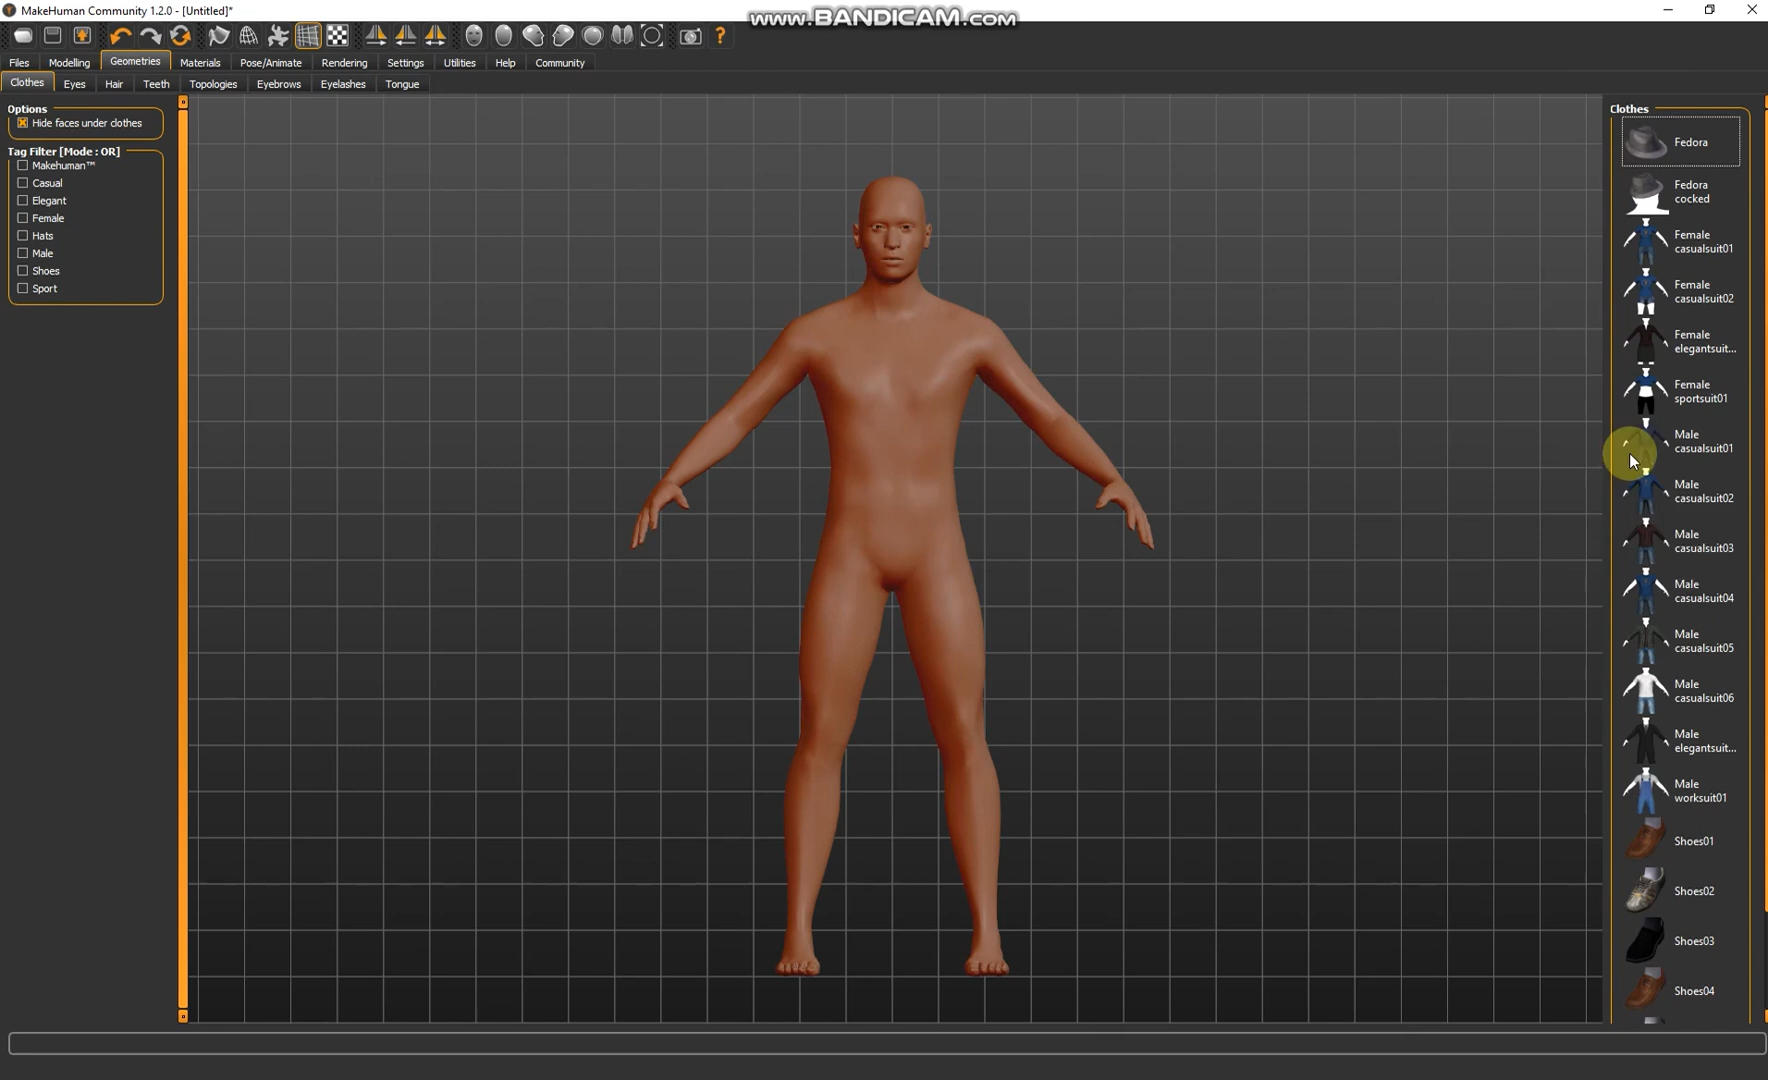 MakeHuman Community 1.2.0 - [Untitled]*
www.BANDICAM.com
Files Modelling Geometries Materials Pose/Animate Rendering Settings Utilities Help Community
Clothes Eyes Hair Teeth Topologies Eyebrows Eyelashes Tongue
Options
Hide faces under clothes
Tag Filter [Mode : OR]
Makehuman™
Casual
Elegant
Female
Hats
Male
Shoes
Sport
Clothes
Fedora
Fedora
cocked
Female
casualsuit01
Female
casualsuit02
Female
elegantsuit...
Female
sportsuit01
Male
casualsuit01
Male
casualsuit02
Male
casualsuit03
Male
casualsuit04
Male
casualsuit05
Male
casualsuit06
Male
elegantsuit...
Male
worksuit01
Shoes01
Shoes02
Shoes03
Shoes04